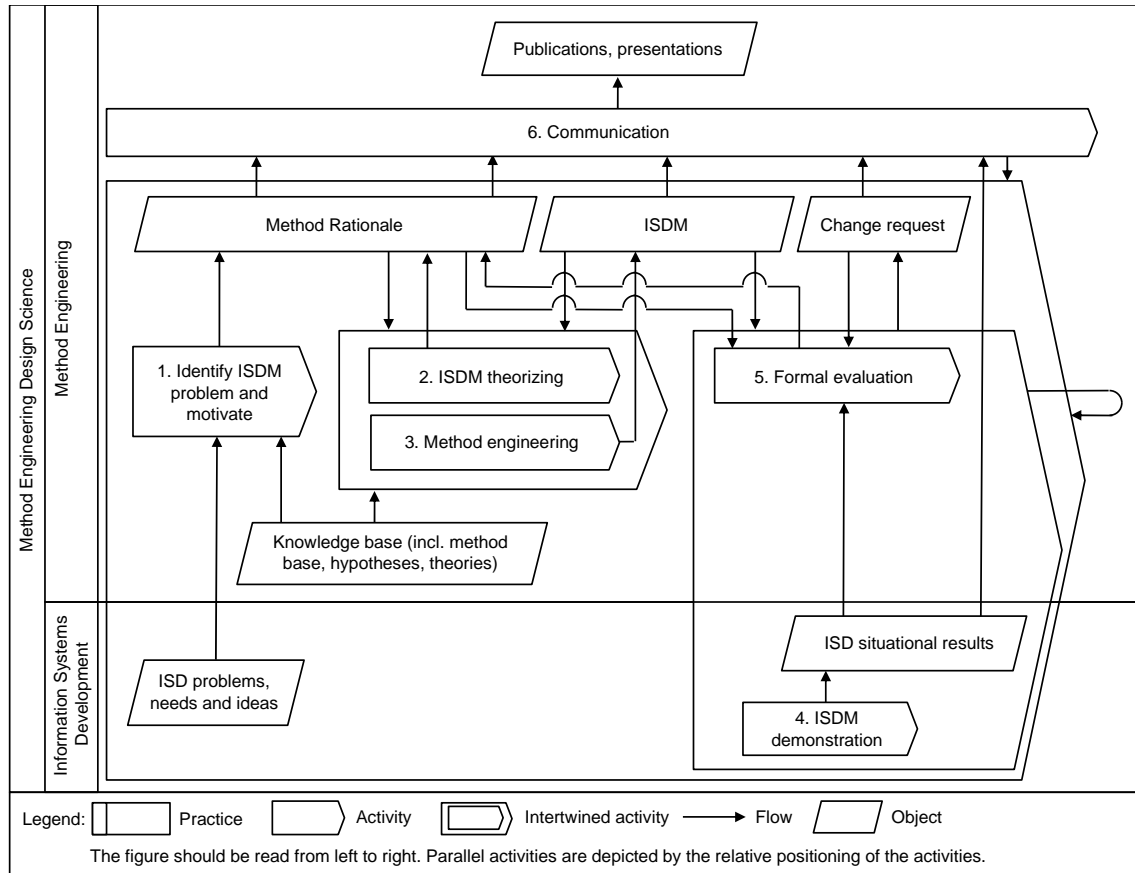 Publications, presentations
6. Communication
Method Engineering Design Science
Method Engineering
Method Rationale
ISDM
Change request
1. Identify ISDM
problem and
motivate
2. ISDM theorizing
3. Method engineering
5. Formal evaluation
Knowledge base (incl. method
base, hypotheses, theories)
Information Systems
Development
ISD problems,
needs and ideas
ISD situational results
4. ISDM
demonstration
Legend:
Practice
Activity
Intertwined activity
Flow
Object
The figure should be read from left to right. Parallel activities are depicted by the relative positioning of the activities.